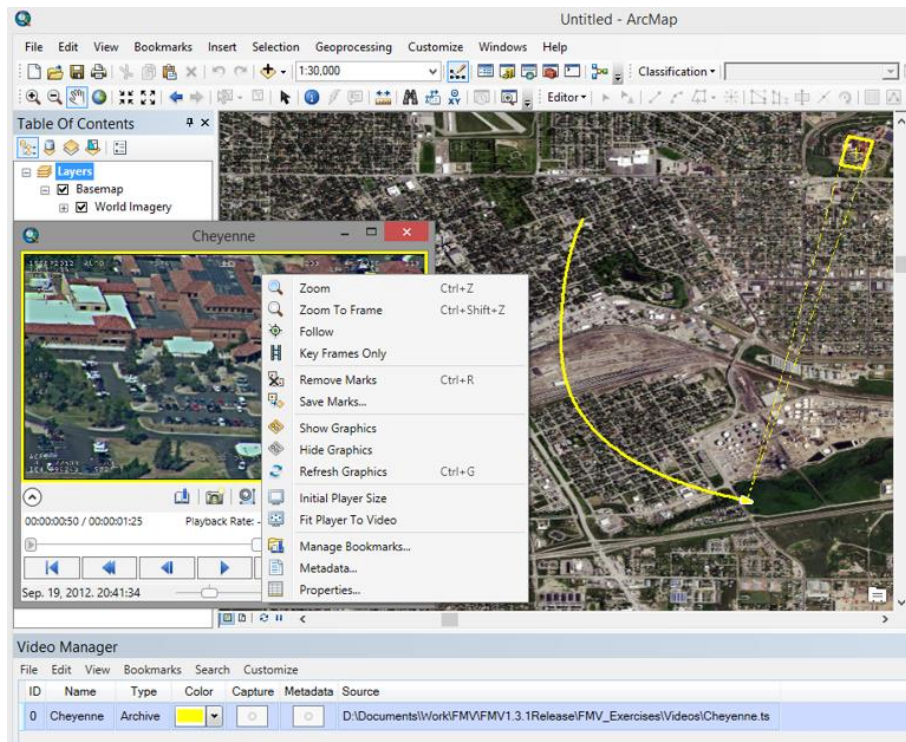 Untitled - ArcMap
File Edit View Bookmarks Insert Selection Geoprocessing Customize Windows Help
1:30,000
Classification
Editor
Table Of Contents
Layers
Basemap
World Imagery
Cheyenne
Zoom Ctrl+Z
Zoom To Frame Ctrl+Shift+Z
Follow
Key Frames Only
Remove Marks Ctrl+R
Save Marks...
Show Graphics
Hide Graphics
Refresh Graphics Ctrl+G
Initial Player Size
Fit Player To Video
Manage Bookmarks...
Metadata...
Properties...
00:00:00:50 / 00:00:01:25 Playback Rate: -
Sep. 19, 2012. 20:41:34
Video Manager
File Edit View Bookmarks Search Customize
ID Name Type Color Capture Metadata Source
0 Cheyenne Archive D:\Documents\Work\FMV\FMV1.3.1Release\FMV_Exercises\Videos\Cheyenne.ts